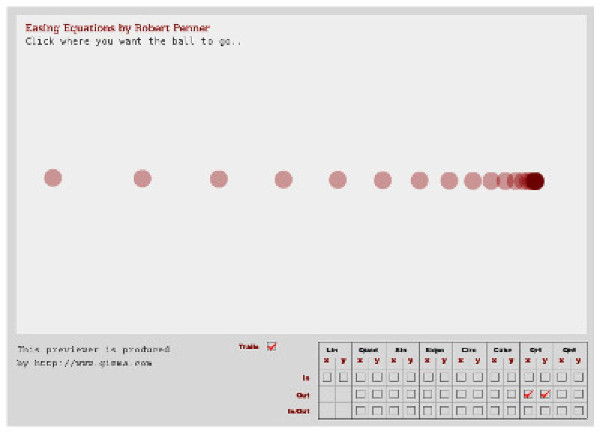 Easing Equations by Robert Penner
Click where you want the ball to go..
This previewer is produced
by http://www.gizma.com
Trails
Lin Quad Sin Expo Circ Cube Qrt Qnt
x y x y x y x y x y x y x y x y
In
Out
In/Out